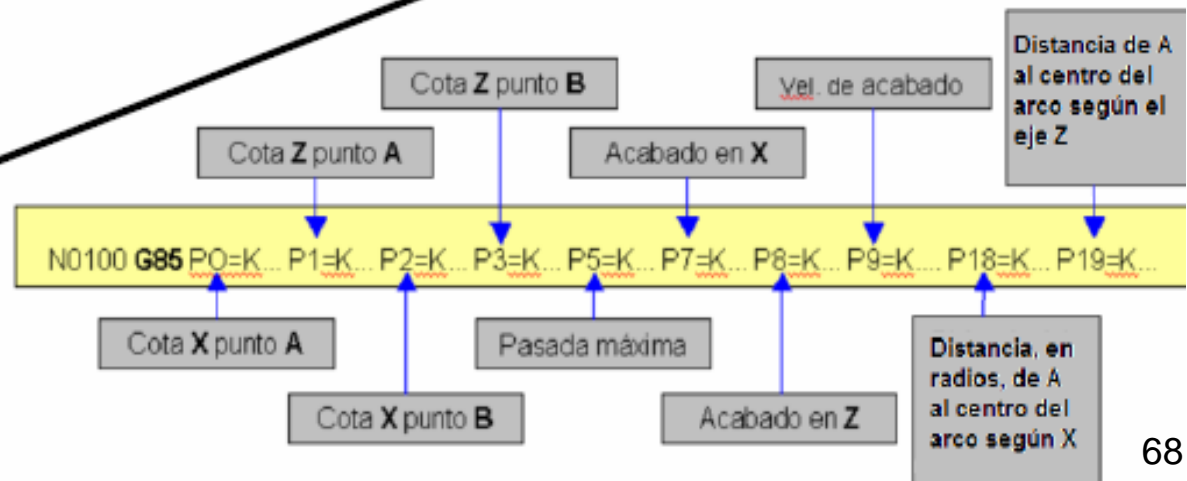 Distancia de A
al centro del
arco según el
eje Z
Cota Z punto B
Vel. de acabado
Cota Z punto A
Acabado en X
N0100 G85 PO=K... P1=K... P2=K... P3=K... P5=K... P7=K... P8=K... P9=K... P18=K... P19=K...
Cota X punto A
Pasada máxima
Distancia, en
radios, de A
al centro del
arco según X
Cota X punto B
Acabado en Z
68